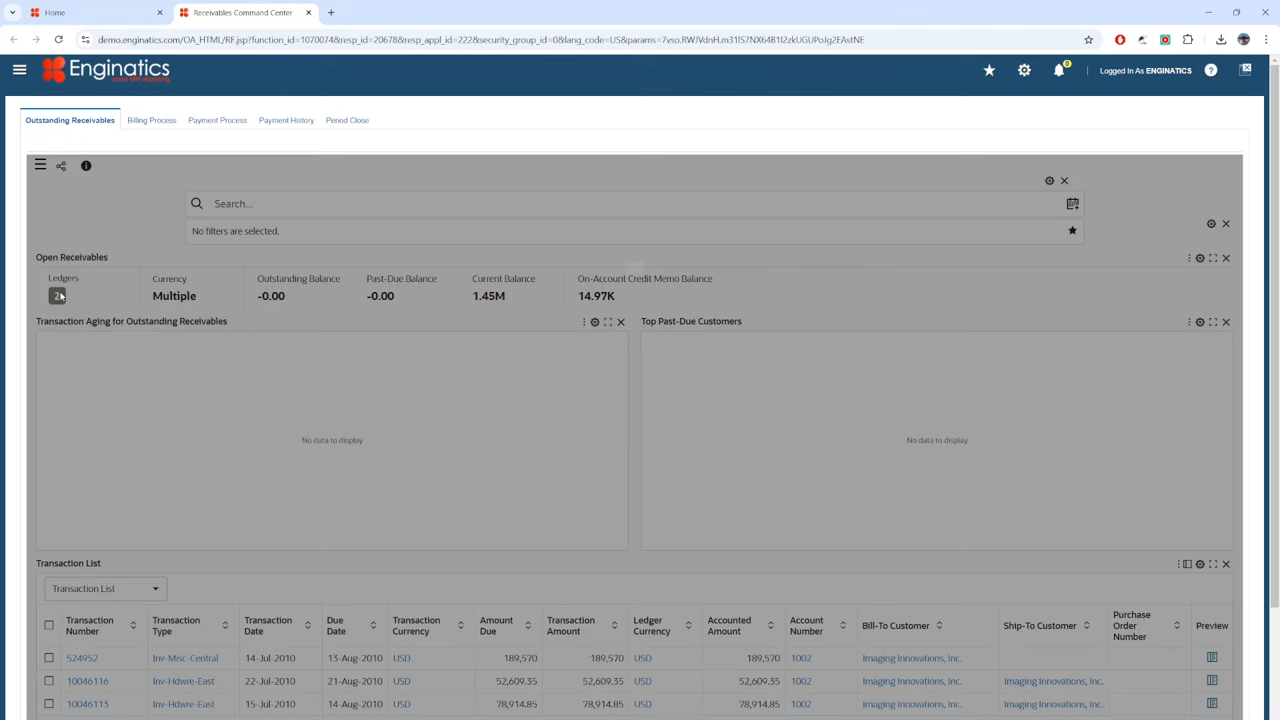 Home
Receivables Command Center
demo.enginatics.com/OA_HTML/RF.jsp?function_id=1070074&resp_id=20678&resp_appl_id=222&security_group_id=0&lang_code=US&params=
Enginatics
0
Logged In As ENGINATICS
Outstanding Receivables Billing Process Payment Process Payment History Period Close
Search...
No filters are selected.
Open Receivables
Ledgers Currency Outstanding Balance Past-Due Balance Current Balance On-Account Credit Memo Balance
Multiple -0.00 -0.00 1.45M 14.97K
Transaction Aging for Outstanding Receivables
Top Past-Due Customers
No data to display
No data to display
Transaction List
Transaction List
Transaction Number Transaction Type Transaction Date Due Date Transaction Currency Amount Due Transaction Amount Ledger Currency Accounted Amount Account Number Bill-To Customer Ship-To Customer Purchase Order Number Preview
524952 Inv-Misc-Central 14-Jul-2010 13-Aug-2010 USD 189,570 189,570 USD 189,570 1002 Imaging Innovations, Inc.
10046116 Inv-Hdwre-East 22-Jul-2010 21-Aug-2010 USD 52,609.35 52,609.35 USD 52,609.35 1002 Imaging Innovations, Inc. Imaging Innovations, Inc.
10046113 Inv-Hdwre-East 15-Jul-2010 14-Aug-2010 USD 78,914.85 78,914.85 USD 78,914.85 1002 Imaging Innovations, Inc. Imaging Innovations, Inc.